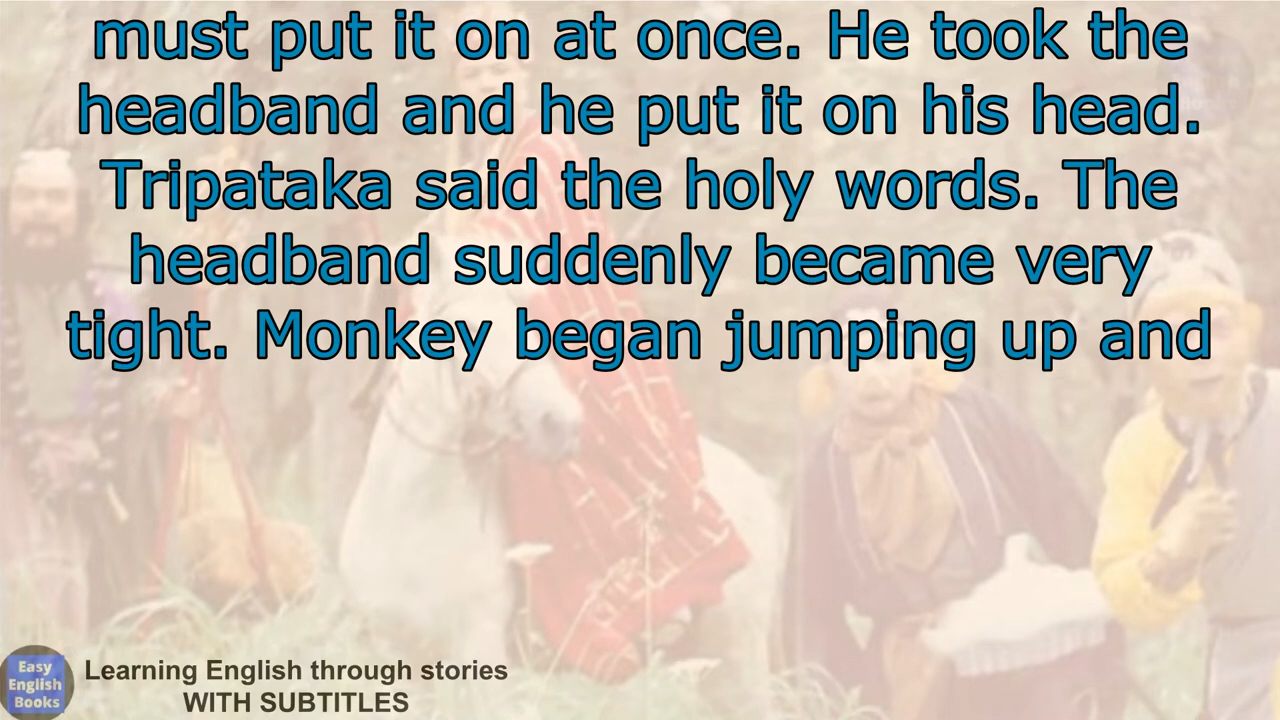 must put it on at once. He took the
headband and he put it on his head.
Tripataka said the holy words. The
headband suddenly became very
tight. Monkey began jumping up and
Easy
English
Books
Learning English through stories
WITH SUBTITLES